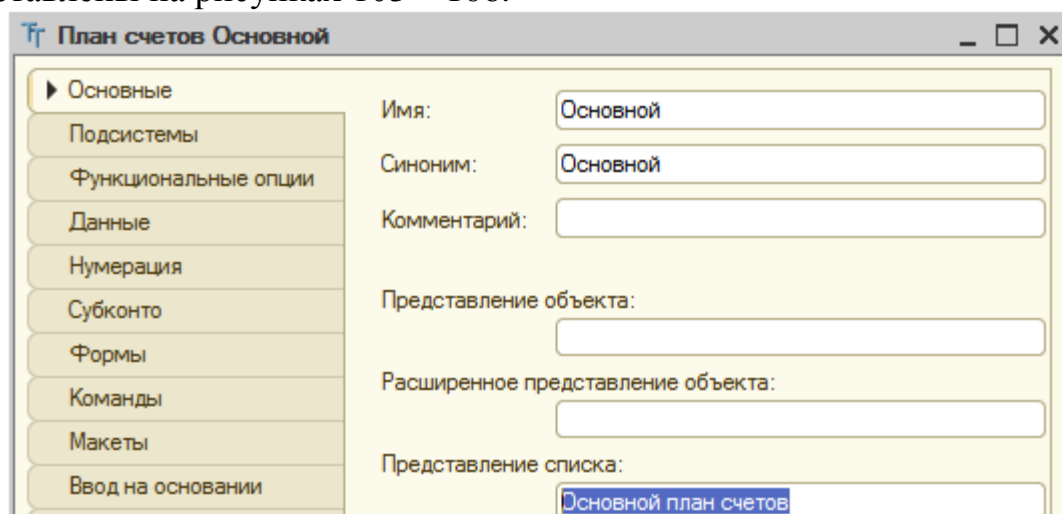 План счетов Основной
Основные
Подсистемы
Функциональные опции
Данные
Нумерация
Субконто
Формы
Команды
Макеты
Ввод на основании
Имя: Основной
Синоним: Основной
Комментарий:
Представление объекта:
Расширенное представление объекта:
Представление списка:
Основной план счетов